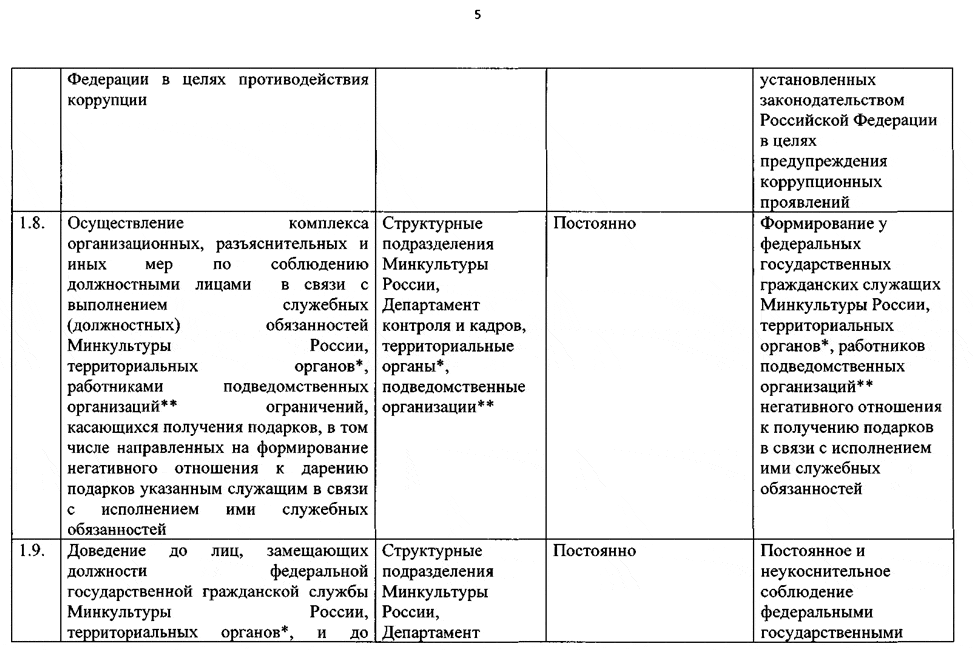 5
Федерации в целях противодействия
коррупции
установленных
законодательством
Российской Федерации
в целях
предупреждения
коррупционных
проявлений
1.8.
Осуществление комплекса
организационных, разъяснительных и
иных мер по соблюдению
должностными лицами в связи с
выполнением служебных
(должностных) обязанностей
Минкультуры России,
территориальных органов*,
работниками подведомственных
организаций** ограничений,
касающихся получения подарков, в том
числе направленных на формирование
негативного отношения к дарению
подарков указанным служащим в связи
с исполнением ими служебных
обязанностей
Структурные
подразделения
Минкультуры
России,
Департамент
контроля и кадров,
территориальные
органы*,
подведомственные
организации**
Постоянно
Формирование у
федеральных
государственных
гражданских служащих
Минкультуры России,
территориальных
органов*, работников
подведомственных
организаций**
негативного отношения
к получению подарков
в связи с исполнением
ими служебных
обязанностей
1.9.
Доведение до лиц, замещающих
должности федеральной
государственной гражданской службы
Минкультуры России,
территориальных органов*, и до
Структурные
подразделения
Минкультуры
России,
Департамент
Постоянно
Постоянное и
неукоснительное
соблюдение
федеральными
государственными